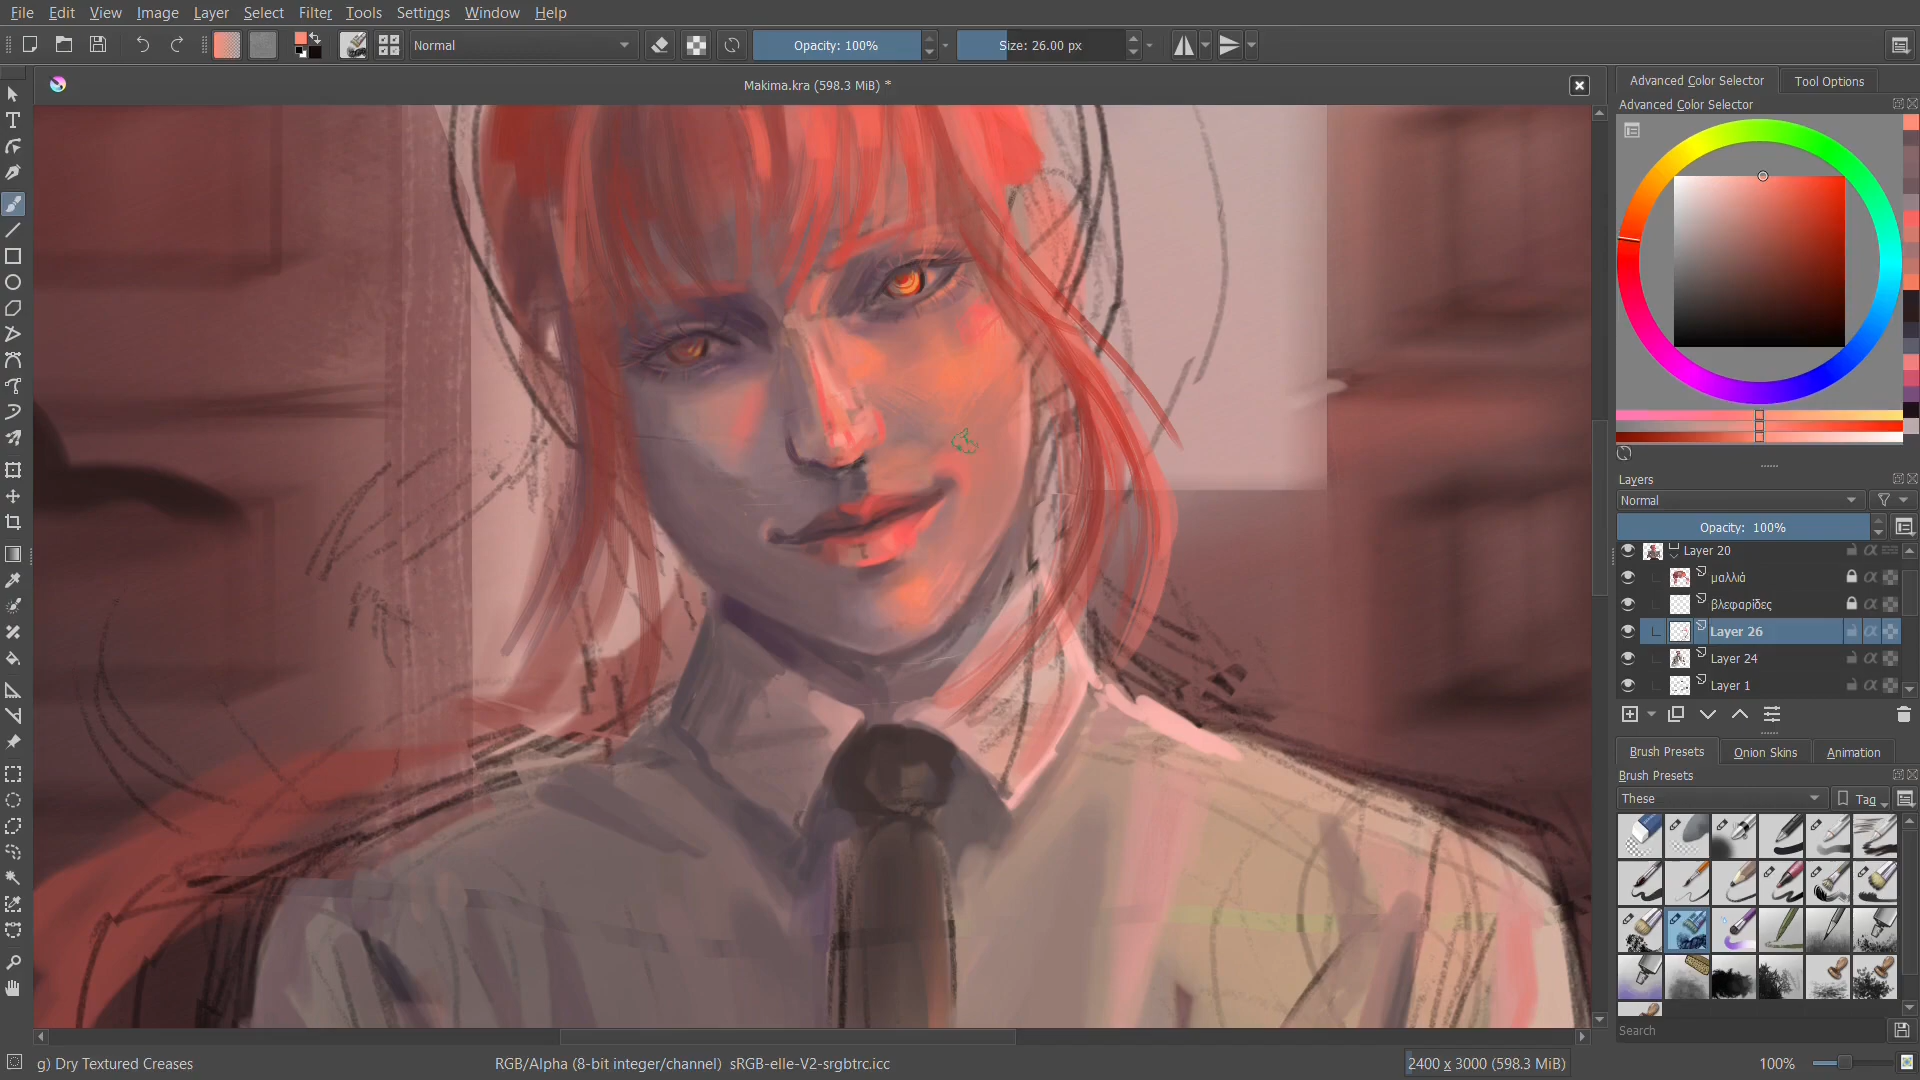 File Edit View Image Layer Select Filter Tools Settings Window Help
Normal
Opacity: 100%
Size: 26.00 px
Makima.kra (598.3 MiB) *
Advanced Color Selector
Tool Options
Advanced Color Selector
Layers
Normal
Opacity: 100%
Layer 20
μαλλιά
βλεφαρίδες
Layer 26
Layer 24
Layer 1
Brush Presets
Onion Skins
Animation
Brush Presets
These
Tag
Search
g) Dry Textured Creases
RGB/Alpha (8-bit integer/channel) sRGB-elle-V2-srgbtrc.icc
2400 x 3000 (598.3 MiB)
100%